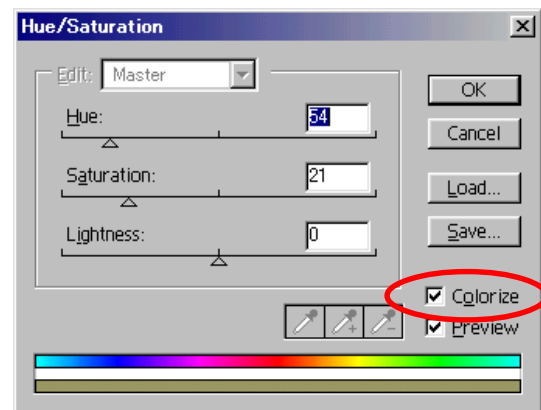 Hue/Saturation
Edit: Master
OK
Hue: 54
Cancel
Saturation: 21
Load...
Lightness: 0
Save...
Colorize
Preview